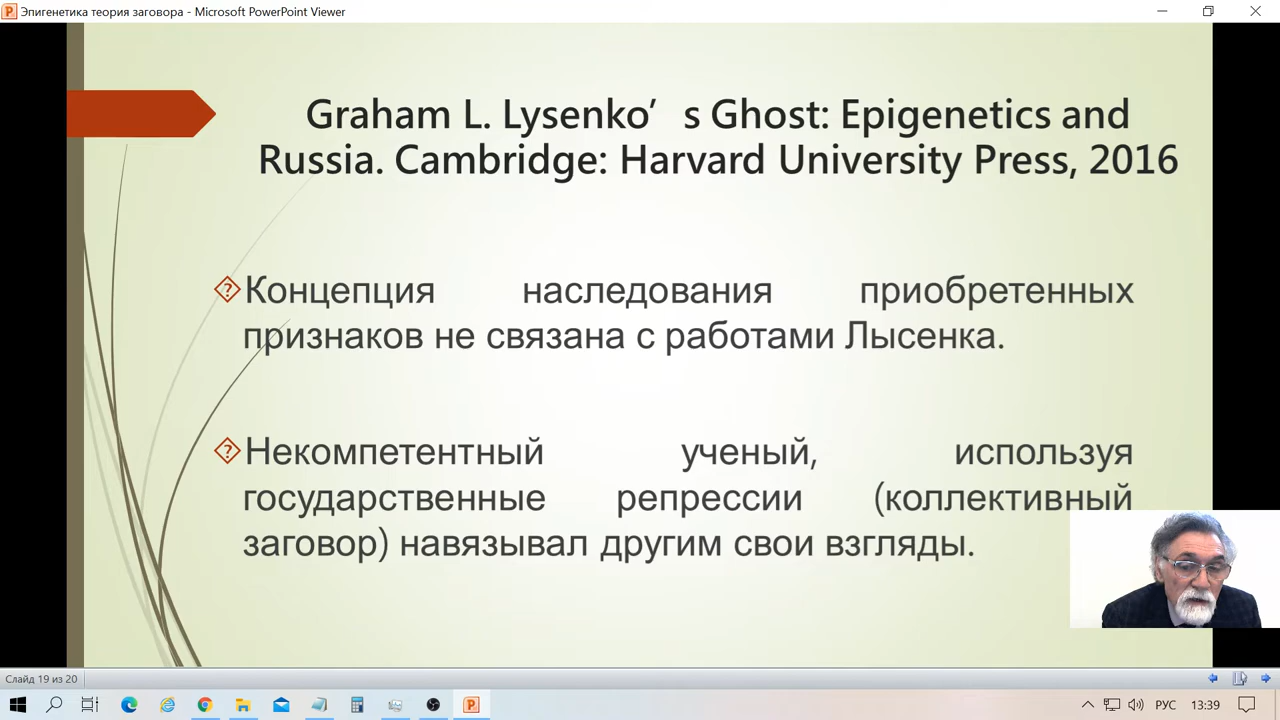 Эпигенетика теория заговора - Microsoft PowerPoint Viewer
Graham L. Lysenko’ s Ghost: Epigenetics and
Russia. Cambridge: Harvard University Press, 2016
Концепция наследования приобретенных
признаков не связана с работами Лысенка.
Некомпетентный ученый, используя
государственные репрессии (коллективный
заговор) навязывал другим свои взгляды.
Слайд 19 из 20
РУС 13:39